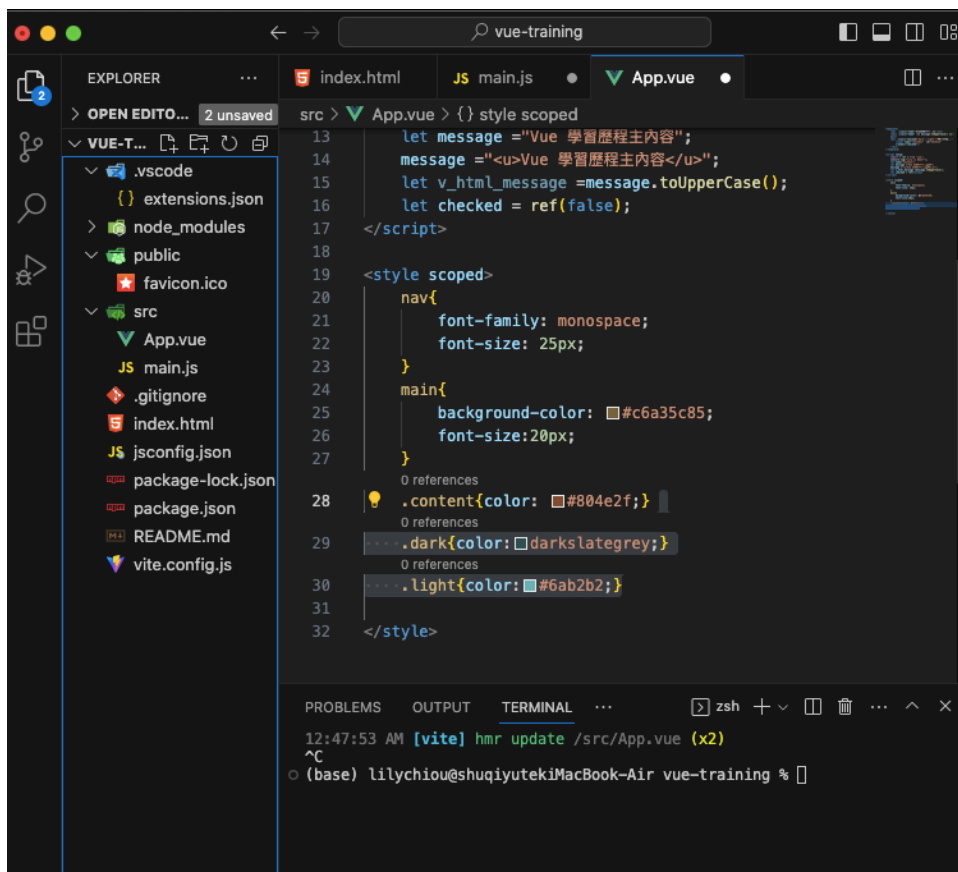 vue-training
EXPLORER
index.html
JS main.js
App.vue
2
OPEN EDITO... 2 unsaved
src > App.vue > {} style scoped
VUE-T...
.vscode
{} extensions.json
node_modules
public
favicon.ico
src
App.vue
JS main.js
.gitignore
index.html
JS jsconfig.json
package-lock.json
package.json
README.md
vite.config.js
13 let message ="Vue 學習歷程主內容";
14 message ="<u>Vue 學習歷程主內容</u>";
15 let v_html_message =message.toUpperCase();
16 let checked = ref(false);
17 </script>
18
19 <style scoped>
20 nav{
21 font-family: monospace;
22 font-size: 25px;
23 }
24 main{
25 background-color: #c6a35c85;
26 font-size:20px;
27 }
0 references
28 .content{color: #804e2f;}
0 references
29 .dark{color:darkslategrey;}
0 references
30 .light{color:#6ab2b2;}
31
32 </style>
PROBLEMS OUTPUT TERMINAL ... zsh
12:47:53 AM [vite] hmr update /src/App.vue (x2)
^C
(base) lilychiou@shuqiyutekiMacBook-Air vue-training %